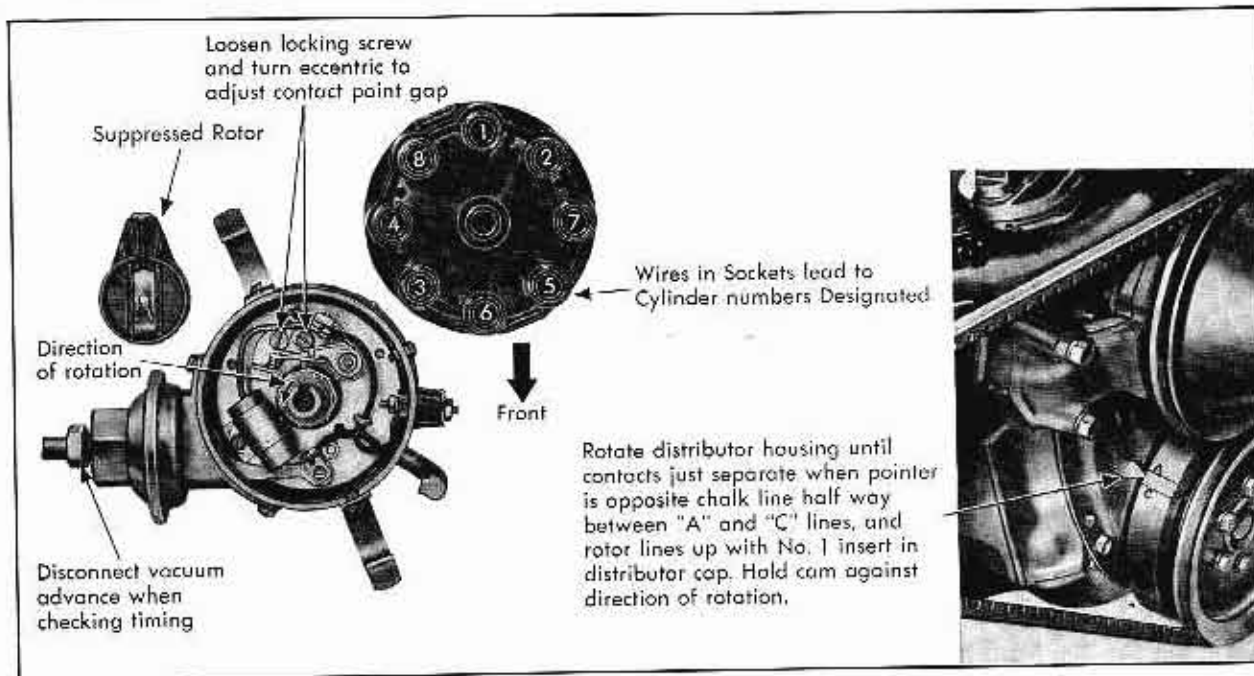 Loosen locking screw
and turn eccentric to
adjust contact point gap
Suppressed Rotor
1
2
7
5
6
3
4
8
Wires in Sockets lead to
Cylinder numbers Designated
Direction
of rotation
Front
Rotate distributor housing until
contacts just separate when pointer
is opposite chalk line half way
between "A" and "C" lines, and
rotor lines up with No. 1 insert in
distributor cap. Hold cam against
direction of rotation.
A
C
Disconnect vacuum
advance when
checking timing